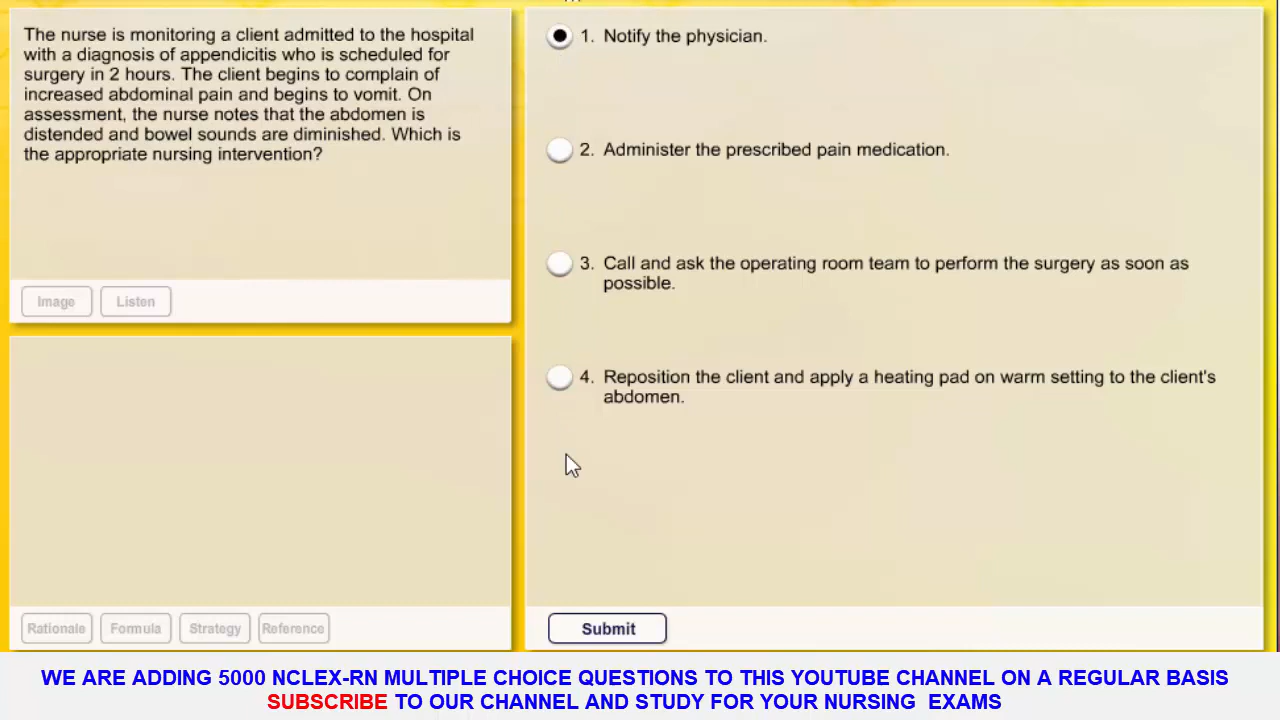 The nurse is monitoring a client admitted to the hospital
with a diagnosis of appendicitis who is scheduled for
surgery in 2 hours. The client begins to complain of
increased abdominal pain and begins to vomit. On
assessment, the nurse notes that the abdomen is
distended and bowel sounds are diminished. Which is
the appropriate nursing intervention?
Image
Listen
1. Notify the physician.
2. Administer the prescribed pain medication.
3. Call and ask the operating room team to perform the surgery as soon as
possible.
4. Reposition the client and apply a heating pad on warm setting to the client's
abdomen.
Rationale
Formula
Strategy
Reference
Submit
WE ARE ADDING 5000 NCLEX-RN MULTIPLE CHOICE QUESTIONS TO THIS YOUTUBE CHANNEL ON A REGULAR BASIS
SUBSCRIBE TO OUR CHANNEL AND STUDY FOR YOUR NURSING EXAMS